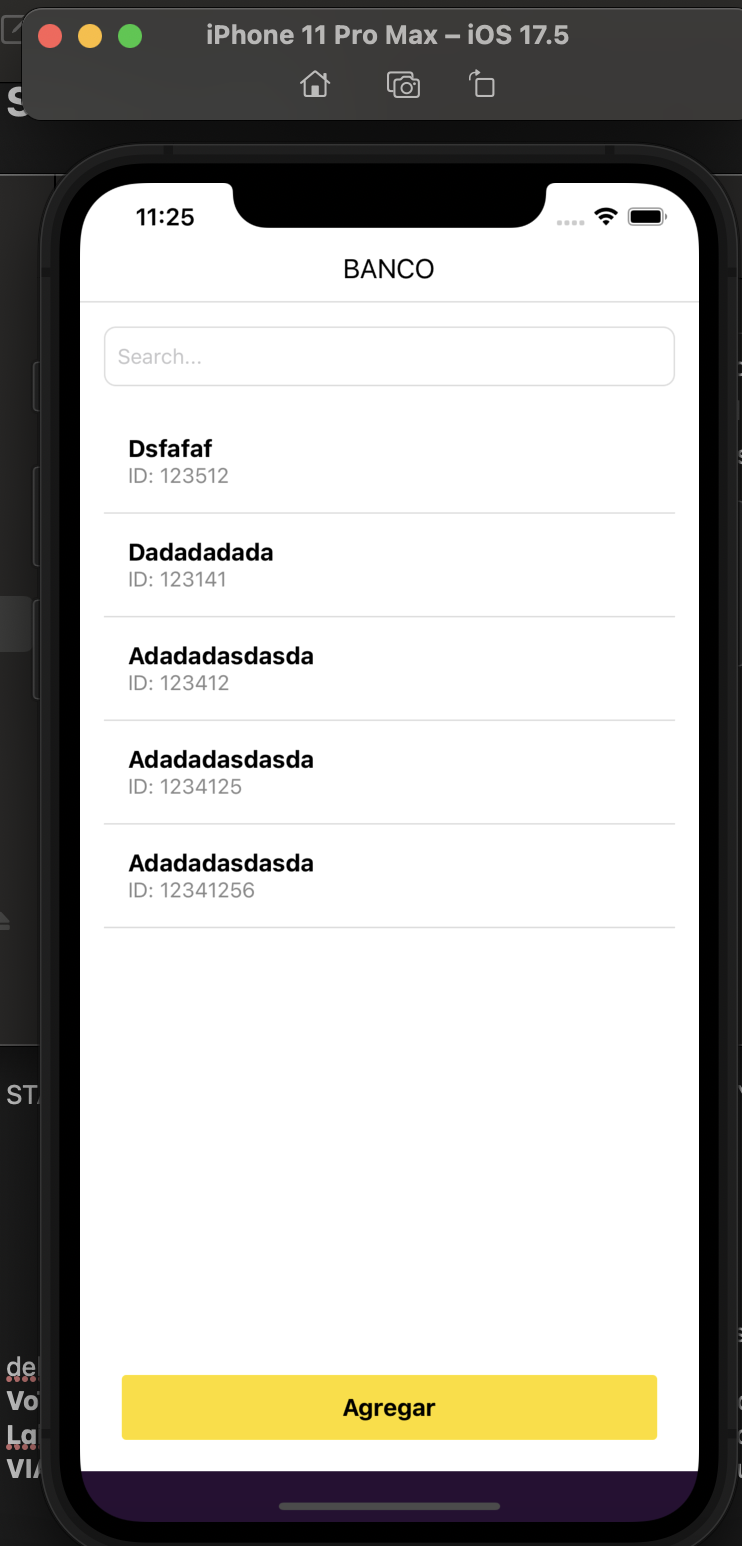 iPhone 11 Pro Max – iOS 17.5
11:25
BANCO
Search...
Dsfafaf
ID: 123512
Dadadadada
ID: 123141
Adadadasdasda
ID: 123412
Adadadasdasda
ID: 1234125
Adadadasdasda
ID: 12341256
Agregar